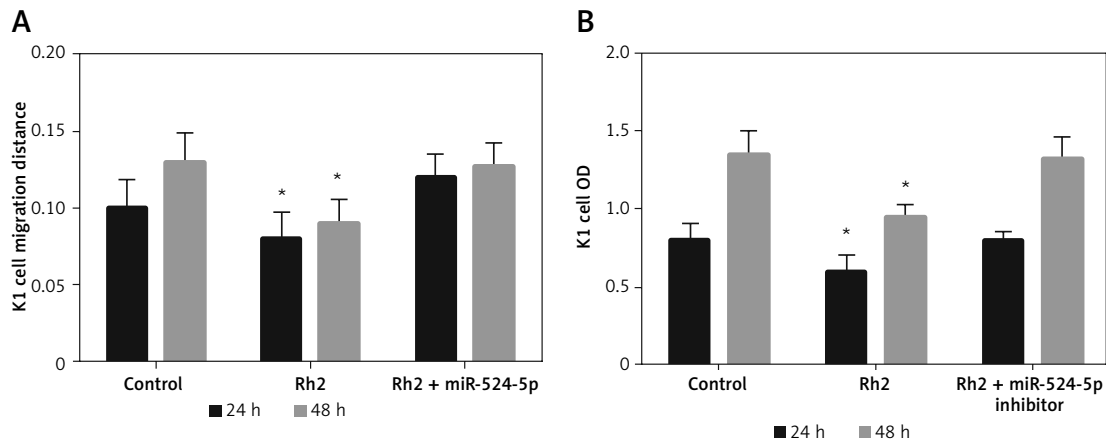 A
K1 cell migration distance
0.20
0.15
0.10
0.05
0
*
*
Control
Rh2
Rh2 + miR-524-5p
24 h
48 h
B
K1 cell OD
2.0
1.5
1.0
0.5
0
*
*
Control
Rh2
Rh2 + miR-524-5p
inhibitor
24 h
48 h